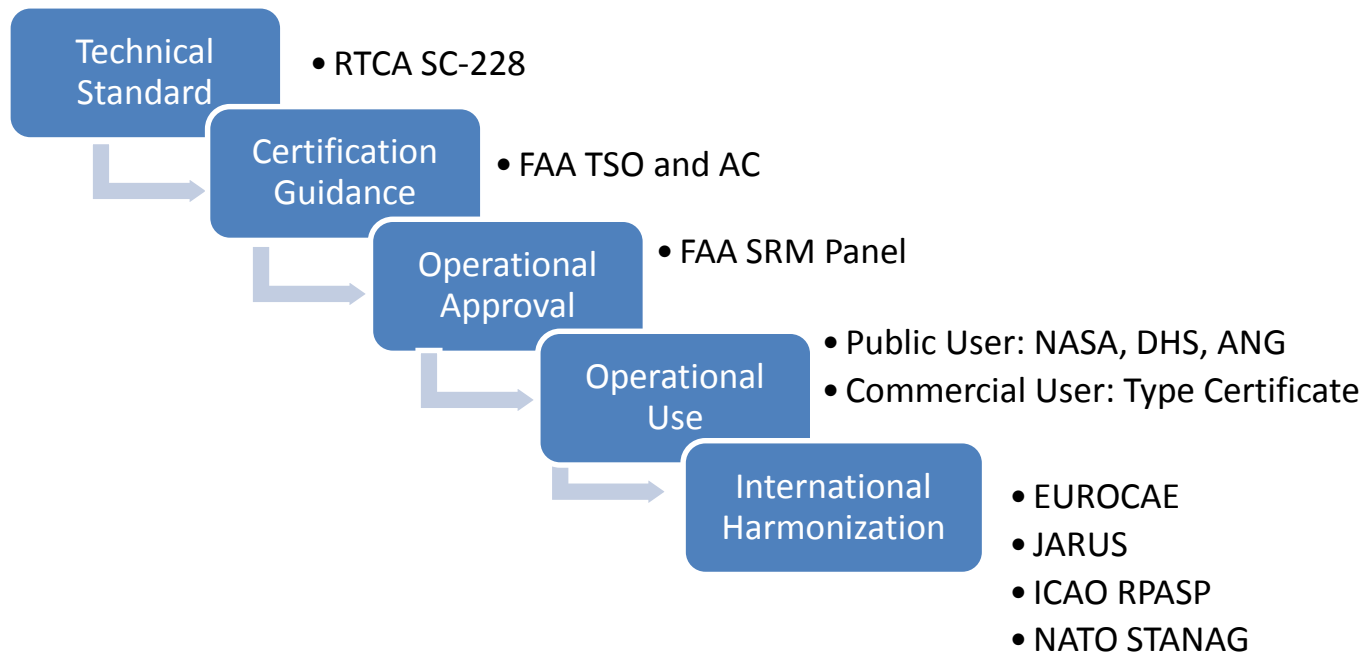 Technical
Standard
• RTCA SC-228
Certification
Guidance
• FAA TSO and AC
Operational
Approval
• FAA SRM Panel
Operational
Use
• Public User: NASA, DHS, ANG
• Commercial User: Type Certificate
International
Harmonization
• EUROCAE
• JARUS
• ICAO RPASP
• NATO STANAG